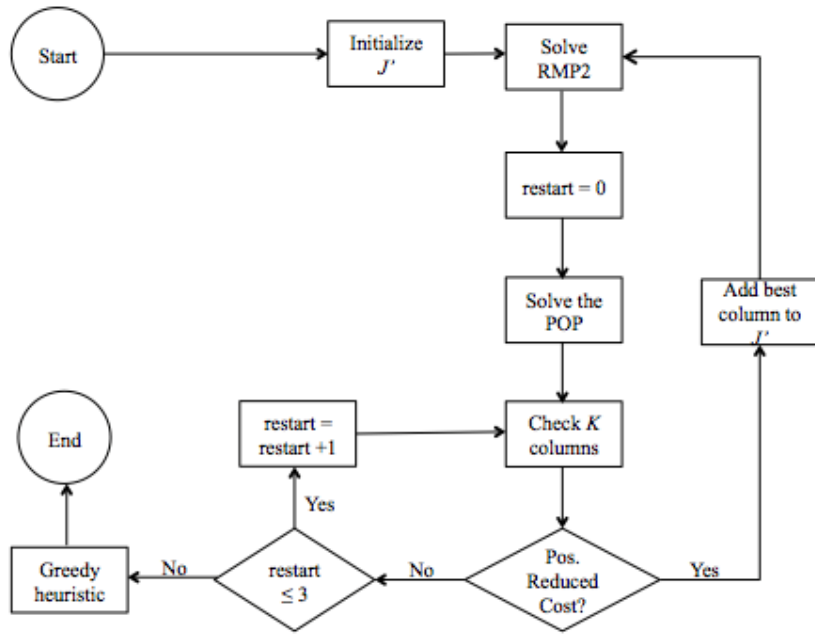 Start
Initialize
J'
Solve
RMP2
restart = 0
Solve the
POP
Add best
column to
J'
End
restart =
restart +1
Check K
columns
Yes
Greedy
heuristic
No
restart
≤ 3
No
Pos.
Reduced
Cost?
Yes